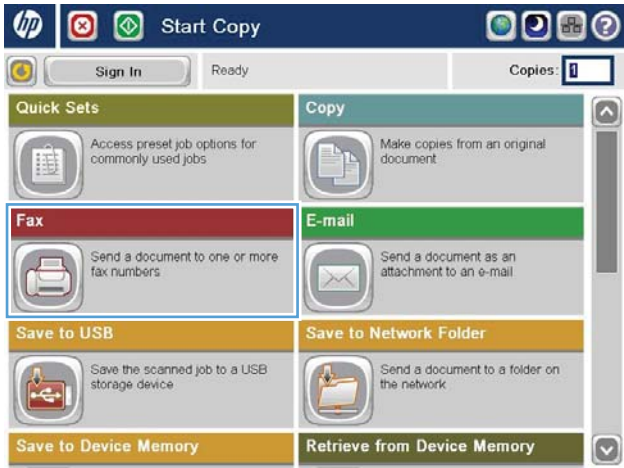 hp Start Copy ?
Sign In Ready Copies: 1
Quick Sets
Access preset job options for
commonly used jobs
Copy
Make copies from an original
document
Fax
Send a document to one or more
fax numbers
E-mail
Send a document as an
attachment to an e-mail
Save to USB
Save the scanned job to a USB
storage device
Save to Network Folder
Send a document to a folder on
the network
Save to Device Memory
Retrieve from Device Memory